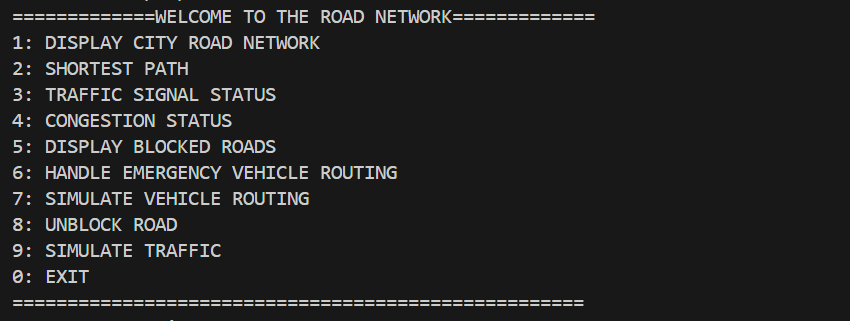 =============WELCOME TO THE ROAD NETWORK=============
1: DISPLAY CITY ROAD NETWORK
2: SHORTEST PATH
3: TRAFFIC SIGNAL STATUS
4: CONGESTION STATUS
5: DISPLAY BLOCKED ROADS
6: HANDLE EMERGENCY VEHICLE ROUTING
7: SIMULATE VEHICLE ROUTING
8: UNBLOCK ROAD
9: SIMULATE TRAFFIC
0: EXIT
====================================================